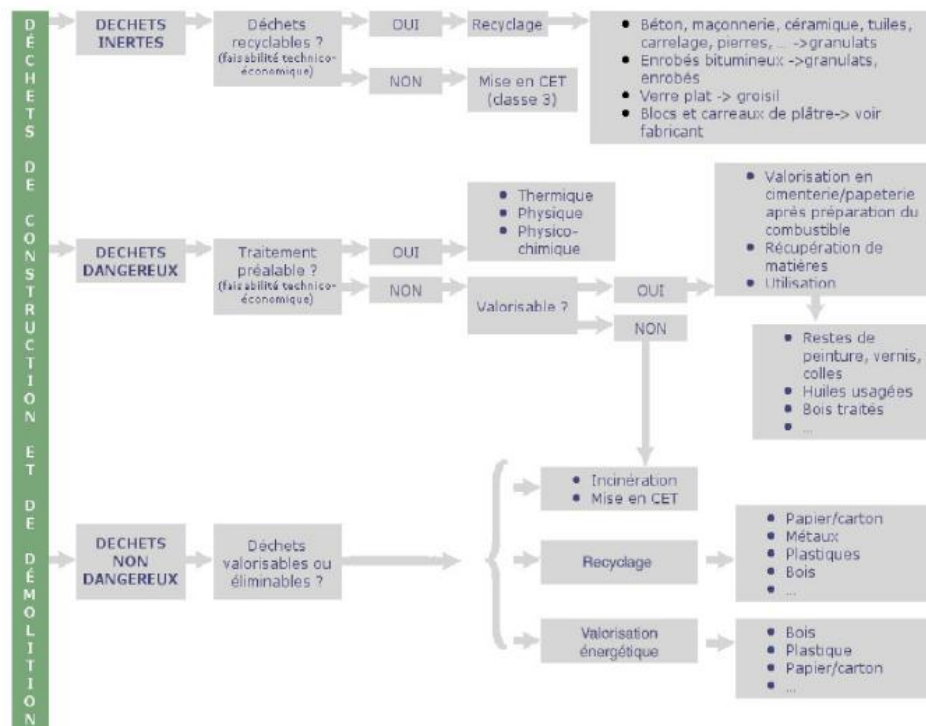 DÉCHETS DE CONSTRUCTION ET DE DÉMOLITION
DECHETS
INERTES
Déchets
recyclables ?
(faisabilité technico-
économique)
OUI
Recyclage
• Béton, maçonnerie, céramique, tuiles,
carrelage, pierres, ... ->granulats
• Enrobés bitumineux ->granulats,
enrobés
• Verre plat -> groisil
• Blocs et carreaux de plâtre-> voir
fabricant
NON
Mise en CET
(classe 3)
DECHETS
DANGEREUX
Traitement
préalable ?
(faisabilité technico-
économique)
OUI
• Thermique
• Physique
• Physico-
chimique
NON
Valorisable ?
OUI
• Valorisation en
cimenterie/papeterie
après préparation du
combustible
• Récupération de
matières
• Utilisation
NON
• Restes de
peinture, vernis,
colles
• Huiles usagées
• Bois traités
• ...
DECHETS
NON
DANGEREUX
Déchets
valorisables ou
éliminables ?
• Incinération
• Mise en CET
Recyclage
• Papier/carton
• Métaux
• Plastiques
• Bois
• ...
Valorisation
énergétique
• Bois
• Plastique
• Papier/carton
• ...